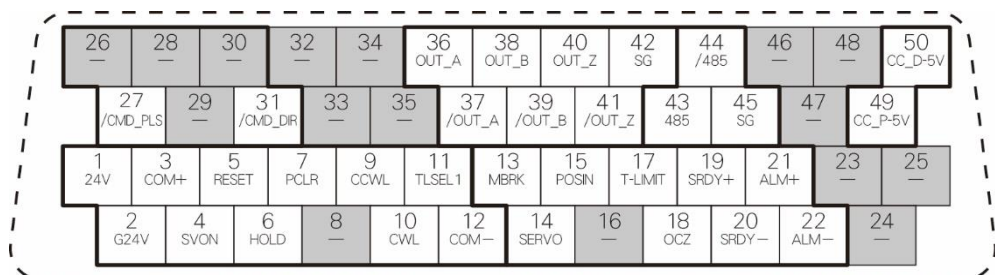 26 28 30 32 34 36 38 40 42 44 46 48 50
— — — — — OUT_A OUT_B OUT_Z SG /485 — — CC_D-5V
27 29 31 33 35 37 39 41 43 45 47 49
/CMD_PLS — /CMD_DIR — — /OUT_A /OUT_B /OUT_Z 485 SG — CC_P-5V
1 3 5 7 9 11 13 15 17 19 21 23 25
24V COM+ RESET PCLR CCWL TLSEL1 MBRK POSIN T-LIMIT SRDY+ ALM+ — —
2 4 6 8 10 12 14 16 18 20 22 24
G24V SVON HOLD — CWL COM— SERVO — OCZ SRDY— ALM— —